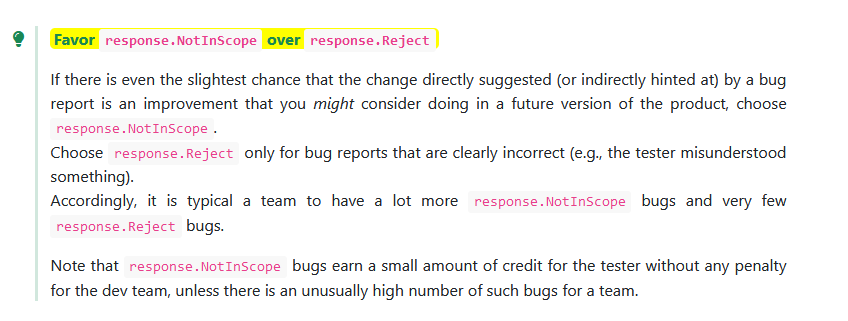 Favor response.NotInScope over response.Reject
If there is even the slightest chance that the change directly suggested (or indirectly hinted at) by a bug
report is an improvement that you might consider doing in a future version of the product, choose
response.NotInScope.
Choose response.Reject only for bug reports that are clearly incorrect (e.g., the tester misunderstood
something).
Accordingly, it is typical a team to have a lot more response.NotInScope bugs and very few
response.Reject bugs.
Note that response.NotInScope bugs earn a small amount of credit for the tester without any penalty
for the dev team, unless there is an unusually high number of such bugs for a team.